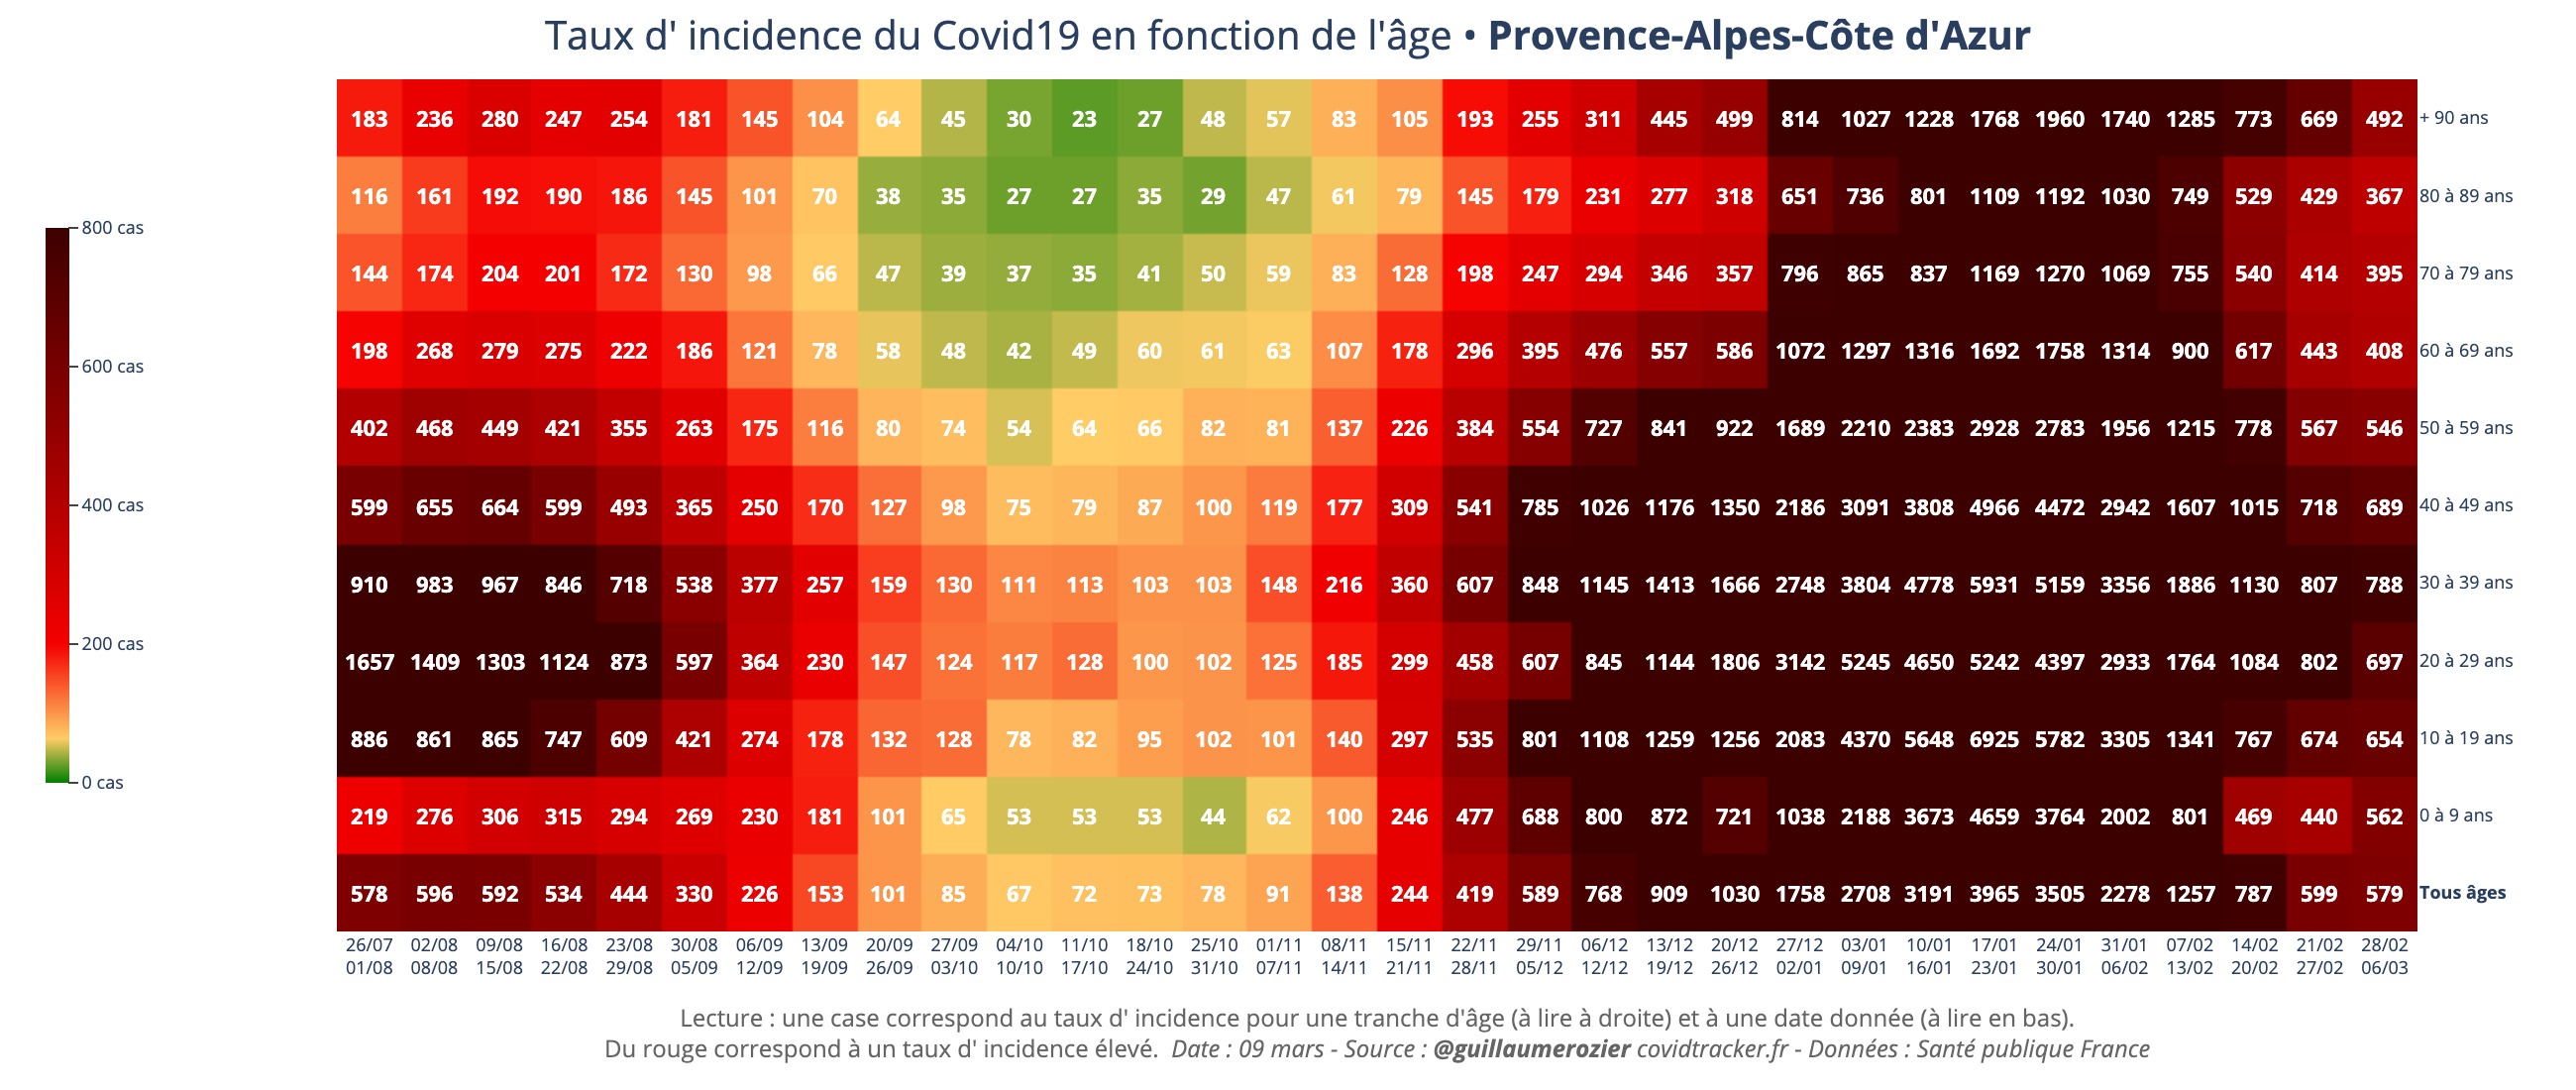 Taux d' incidence du Covid19 en fonction de l'âge • Provence-Alpes-Côte d'Azur
800 cas
600 cas
400 cas
200 cas
0 cas
183 236 280 247 254 181 145 104 64 45 30 23 27 48 57 83 105 193 255 311 445 499 814 1027 1228 1768 1960 1740 1285 773 669 492 + 90 ans
116 161 192 190 186 145 101 70 38 35 27 27 35 29 47 61 79 145 179 231 277 318 651 736 801 1109 1192 1030 749 529 429 367 80 à 89 ans
144 174 204 201 172 130 98 66 47 39 37 35 41 50 59 83 128 198 247 294 346 357 796 865 837 1169 1270 1069 755 540 414 395 70 à 79 ans
198 268 279 275 222 186 121 78 58 48 42 49 60 61 63 107 178 296 395 476 557 586 1072 1297 1316 1692 1758 1314 900 617 443 408 60 à 69 ans
402 468 449 421 355 263 175 116 80 74 54 64 66 82 81 137 226 384 554 727 841 922 1689 2210 2383 2928 2783 1956 1215 778 567 546 50 à 59 ans
599 655 664 599 493 365 250 170 127 98 75 79 87 100 119 177 309 541 785 1026 1176 1350 2186 3091 3808 4966 4472 2942 1607 1015 718 689 40 à 49 ans
910 983 967 846 718 538 377 257 159 130 111 113 103 103 148 216 360 607 848 1145 1413 1666 2748 3804 4778 5931 5159 3356 1886 1130 807 788 30 à 39 ans
1657 1409 1303 1124 873 597 364 230 147 124 117 128 100 102 125 185 299 458 607 845 1144 1806 3142 5245 4650 5242 4397 2933 1764 1084 802 697 20 à 29 ans
886 861 865 747 609 421 274 178 132 128 78 82 95 102 101 140 297 535 801 1108 1259 1256 2083 4370 5648 6925 5782 3305 1341 767 674 654 10 à 19 ans
219 276 306 315 294 269 230 181 101 65 53 53 53 44 62 100 246 477 688 800 872 721 1038 2188 3673 4659 3764 2002 801 469 440 562 0 à 9 ans
578 596 592 534 444 330 226 153 101 85 67 72 73 78 91 138 244 419 589 768 909 1030 1758 2708 3191 3965 3505 2278 1257 787 599 579 Tous âges
26/07 02/08 09/08 16/08 23/08 30/08 06/09 13/09 20/09 27/09 04/10 11/10 18/10 25/10 01/11 08/11 15/11 22/11 29/11 06/12 13/12 20/12 27/12 03/01 10/01 17/01 24/01 31/01 07/02 14/02 21/02 28/02
01/08 08/08 15/08 22/08 29/08 05/09 12/09 19/09 26/09 03/10 10/10 17/10 24/10 31/10 07/11 14/11 21/11 28/11 05/12 12/12 19/12 26/12 02/01 09/01 16/01 23/01 30/01 06/02 13/02 20/02 27/02 06/03
Lecture : une case correspond au taux d' incidence pour une tranche d'âge (à lire à droite) et à une date donnée (à lire en bas).
Du rouge correspond à un taux d' incidence élevé. Date : 09 mars - Source : @guillaumerozier covidtracker.fr - Données : Santé publique France